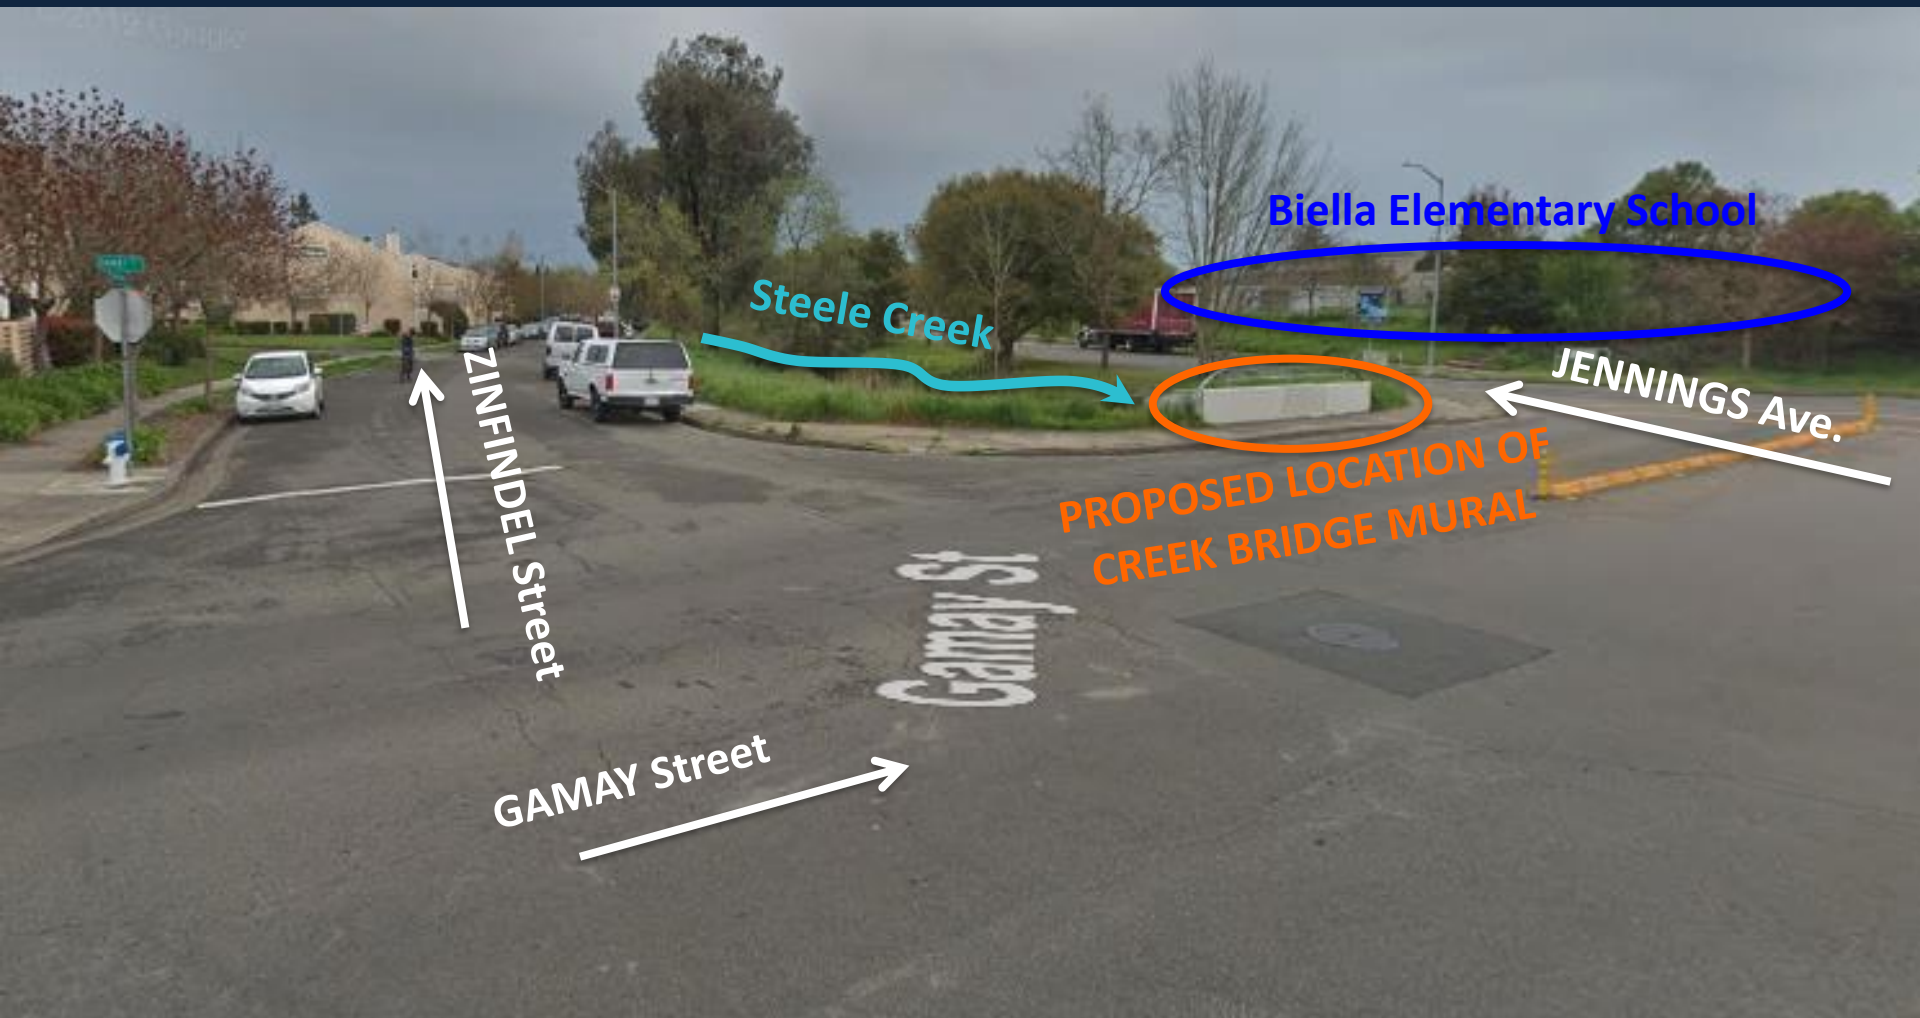 Biella Elementary School
Steele Creek
JENNINGS Ave.
ZINFINDEL Street
PROPOSED LOCATION OF
CREEK BRIDGE MURAL
Gamay St
GAMAY Street